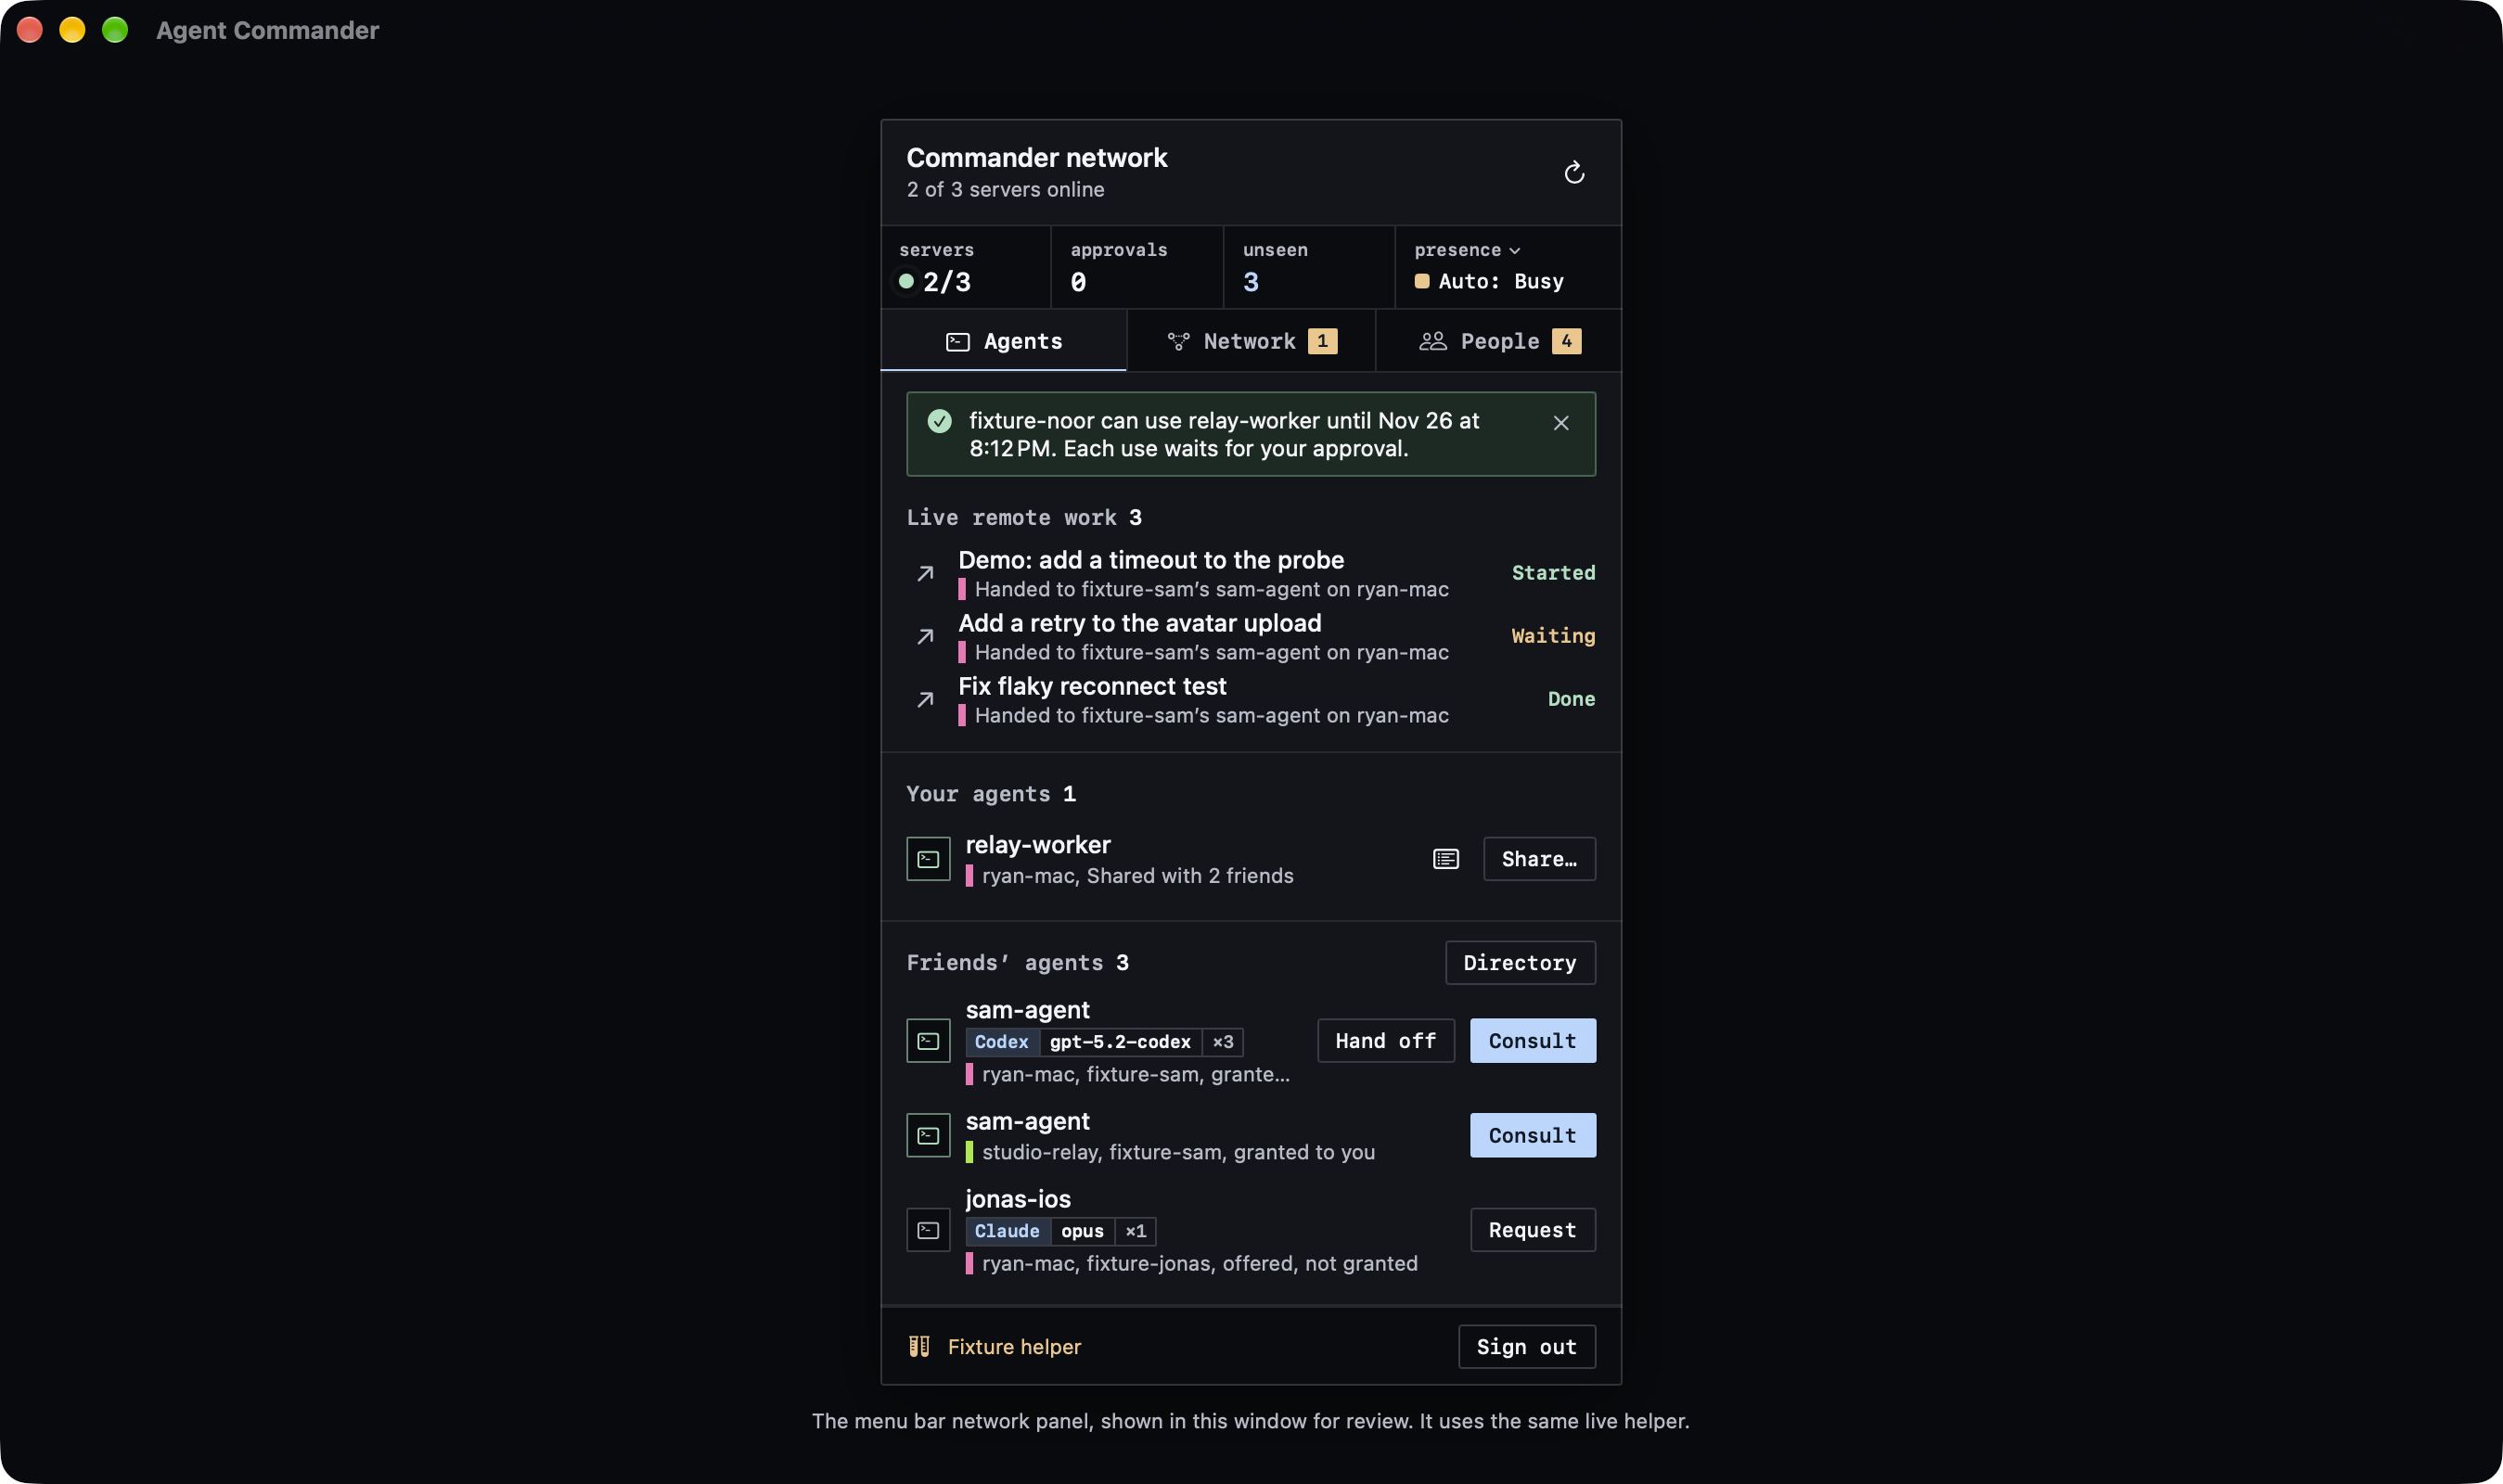 Agent Commander
Commander network
2 of 3 servers online
servers
2/3
approvals
0
unseen
3
presence
Auto: Busy
Agents
Network 1
People 4
fixture-noor can use relay-worker until Nov 26 at
8:12 PM. Each use waits for your approval.
Live remote work 3
Demo: add a timeout to the probe
Handed to fixture-sam’s sam-agent on ryan-mac
Started
Add a retry to the avatar upload
Handed to fixture-sam’s sam-agent on ryan-mac
Waiting
Fix flaky reconnect test
Handed to fixture-sam’s sam-agent on ryan-mac
Done
Your agents 1
relay-worker
ryan-mac, Shared with 2 friends
Share…
Friends’ agents 3
Directory
sam-agent
Codex gpt-5.2-codex ×3
ryan-mac, fixture-sam, grante…
Hand off
Consult
sam-agent
studio-relay, fixture-sam, granted to you
Consult
jonas-ios
Claude opus ×1
ryan-mac, fixture-jonas, offered, not granted
Request
Fixture helper
Sign out
The menu bar network panel, shown in this window for review. It uses the same live helper.